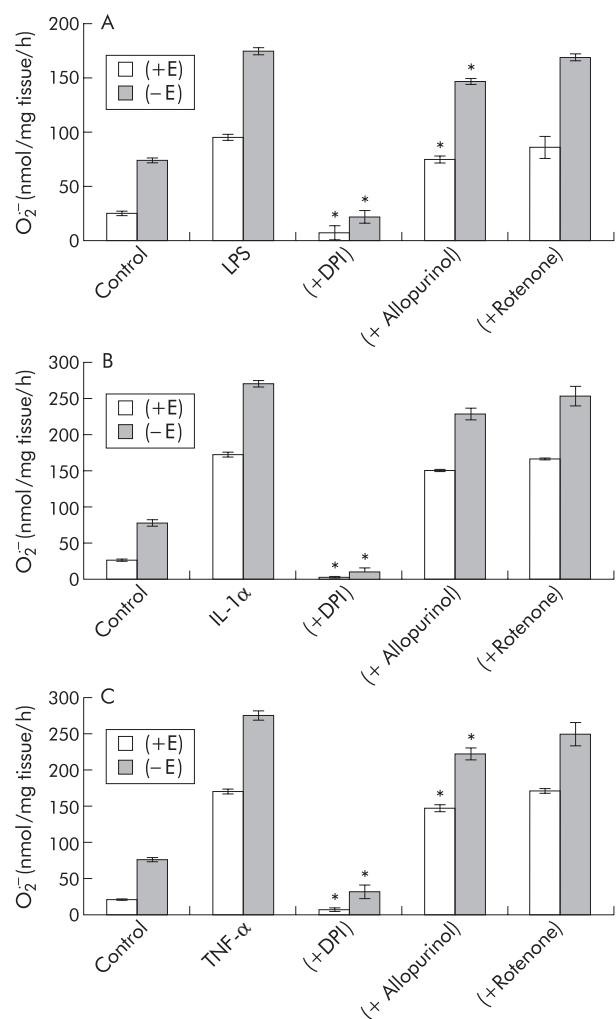 A
O₂·⁻ (nmol/mg tissue/h)
200
150
100
50
0
(+E)
(−E)
* * * *
Control LPS (+DPI) (+ Allopurinol) (+Rotenone)
B
O₂·⁻ (nmol/mg tissue/h)
300
250
200
150
100
50
0
(+E)
(−E)
* *
Control IL-1α (+DPI) (+ Allopurinol) (+Rotenone)
C
O₂·⁻ (nmol/mg tissue/h)
300
250
200
150
100
50
0
(+E)
(−E)
* * * *
Control TNF-α (+DPI) (+ Allopurinol) (+Rotenone)